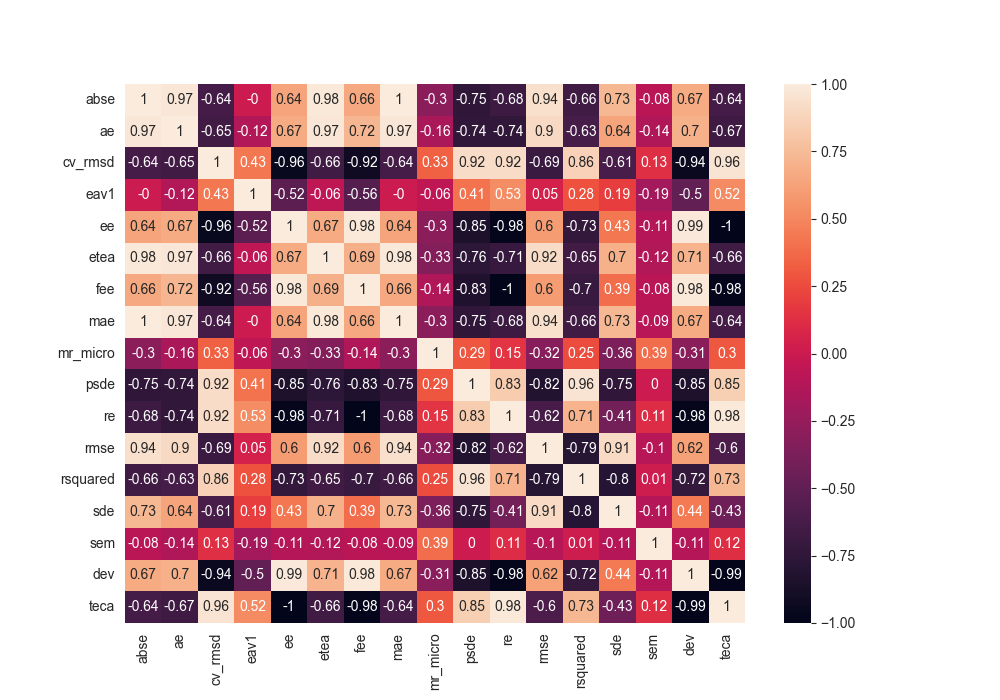 abse 1 0.97 -0.64 -0 0.64 0.98 0.66 1 -0.3 -0.75 -0.68 0.94 -0.66 0.73 -0.08 0.67 -0.64
ae 0.97 1 -0.65 -0.12 0.67 0.97 0.72 0.97 -0.16 -0.74 -0.74 0.9 -0.63 0.64 -0.14 0.7 -0.67
cv_rmsd -0.64 -0.65 1 0.43 -0.96 -0.66 -0.92 -0.64 0.33 0.92 0.92 -0.69 0.86 -0.61 0.13 -0.94 0.96
eav1 -0 -0.12 0.43 1 -0.52 -0.06 -0.56 -0 -0.06 0.41 0.53 0.05 0.28 0.19 -0.19 -0.5 0.52
ee 0.64 0.67 -0.96 -0.52 1 0.67 0.98 0.64 -0.3 -0.85 -0.98 0.6 -0.73 0.43 -0.11 0.99 -1
etea 0.98 0.97 -0.66 -0.06 0.67 1 0.69 0.98 -0.33 -0.76 -0.71 0.92 -0.65 0.7 -0.12 0.71 -0.66
fee 0.66 0.72 -0.92 -0.56 0.98 0.69 1 0.66 -0.14 -0.83 -1 0.6 -0.7 0.39 -0.08 0.98 -0.98
mae 1 0.97 -0.64 -0 0.64 0.98 0.66 1 -0.3 -0.75 -0.68 0.94 -0.66 0.73 -0.09 0.67 -0.64
mr_micro -0.3 -0.16 0.33 -0.06 -0.3 -0.33 -0.14 -0.3 1 0.29 0.15 -0.32 0.25 -0.36 0.39 -0.31 0.3
psde -0.75 -0.74 0.92 0.41 -0.85 -0.76 -0.83 -0.75 0.29 1 0.83 -0.82 0.96 -0.75 0 -0.85 0.85
re -0.68 -0.74 0.92 0.53 -0.98 -0.71 -1 -0.68 0.15 0.83 1 -0.62 0.71 -0.41 0.11 -0.98 0.98
rmse 0.94 0.9 -0.69 0.05 0.6 0.92 0.6 0.94 -0.32 -0.82 -0.62 1 -0.79 0.91 -0.1 0.62 -0.6
rsquared -0.66 -0.63 0.86 0.28 -0.73 -0.65 -0.7 -0.66 0.25 0.96 0.71 -0.79 1 -0.8 0.01 -0.72 0.73
sde 0.73 0.64 -0.61 0.19 0.43 0.7 0.39 0.73 -0.36 -0.75 -0.41 0.91 -0.8 1 -0.11 0.44 -0.43
sem -0.08 -0.14 0.13 -0.19 -0.11 -0.12 -0.08 -0.09 0.39 0 0.11 -0.1 0.01 -0.11 1 -0.11 0.12
dev 0.67 0.7 -0.94 -0.5 0.99 0.71 0.98 0.67 -0.31 -0.85 -0.98 0.62 -0.72 0.44 -0.11 1 -0.99
teca -0.64 -0.67 0.96 0.52 -1 -0.66 -0.98 -0.64 0.3 0.85 0.98 -0.6 0.73 -0.43 0.12 -0.99 1
abse ae cv_rmsd eav1 ee etea fee mae mr_micro psde re rmse rsquared sde sem dev teca
1.00
0.75
0.50
0.25
0.00
−0.25
−0.50
−0.75
−1.00